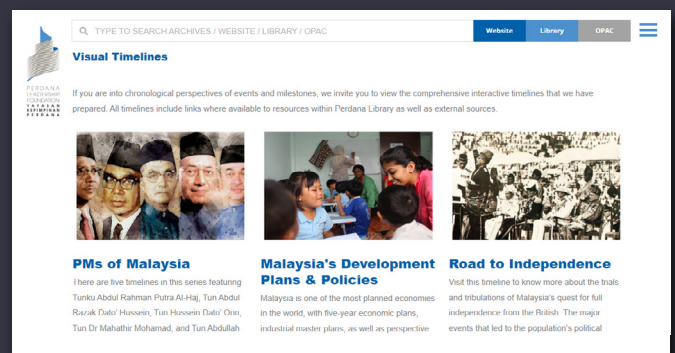 TYPE TO SEARCH ARCHIVES / WEBSITE / LIBRARY / OPAC
Website
Library
OPAC
PERDANA
LEADERSHIP
FOUNDATION
YAYASAN
KEPIMPINAN
PERDANA
Visual Timelines
If you are into chronological perspectives of events and milestones, we invite you to view the comprehensive interactive timelines that we have
prepared. All timelines include links where available to resources within Perdana Library as well as external sources.
PMs of Malaysia
There are five timelines in this series featuring
Tunku Abdul Rahman Putra Al-Haj, Tun Abdul
Razak Dato' Hussein, Tun Hussein Dato' Onn,
Tun Dr Mahathir Mohamad, and Tun Abdullah
Malaysia's Development
Plans & Policies
Malaysia is one of the most planned economies
in the world, with five-year economic plans,
industrial master plans, as well as perspective
Road to Independence
Visit this timeline to know more about the trials
and tribulations of Malaysia's quest for full
independence from the British. The major
events that led to the population's political